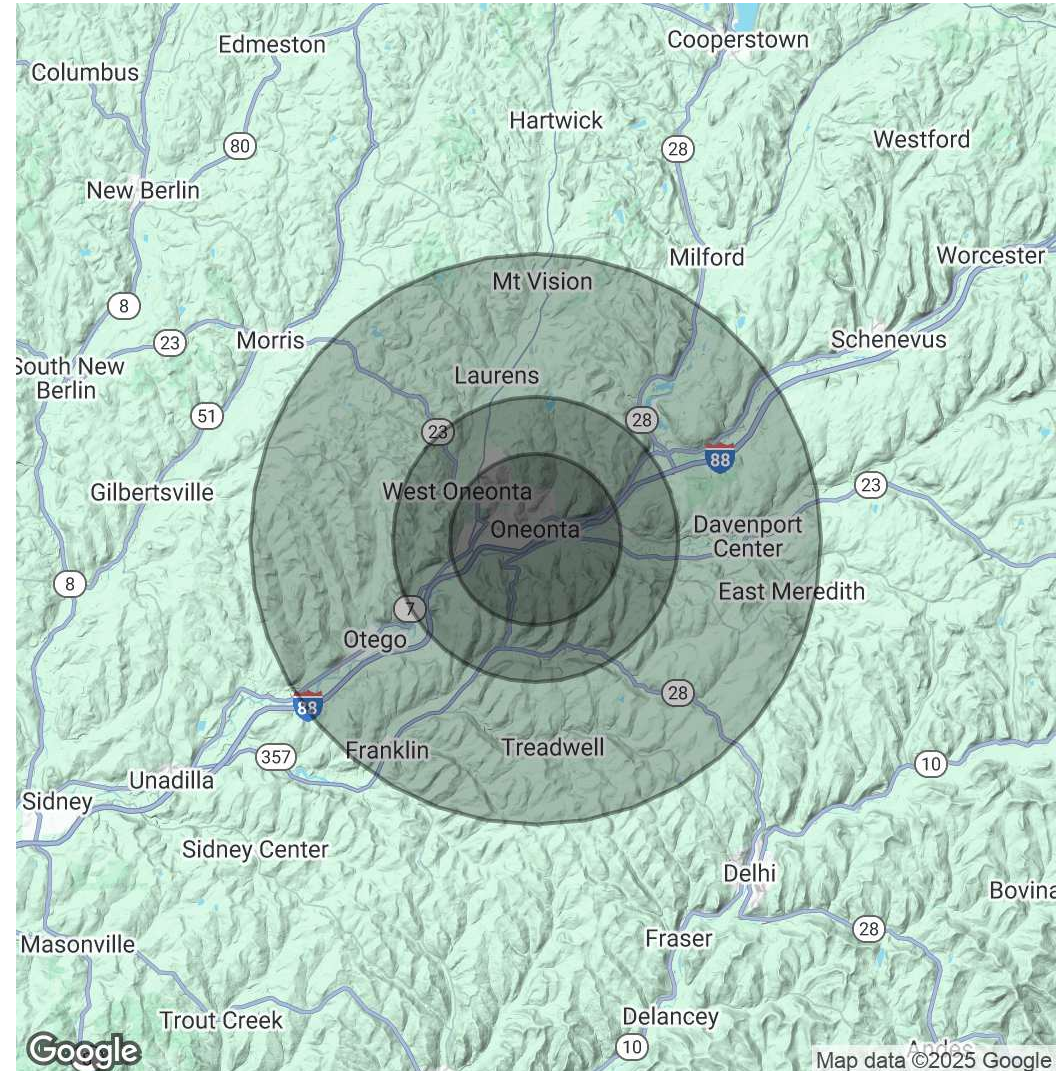 Edmeston
Cooperstown
Columbus
Hartwick
Westford
80
28
New Berlin
Milford
Worcester
Mt Vision
8
23
Morris
Schenevus
South New
Berlin
Laurens
51
23
28
88
Gilbertsville
West Oneonta
23
Oneonta
Davenport
Center
8
East Meredith
7
Otego
28
88
Franklin
Treadwell
357
10
Unadilla
Sidney
Sidney Center
Delhi
Bovina
28
Masonville
Fraser
Trout Creek
Delancey
10
Andes
Google
Map data ©2025 Google